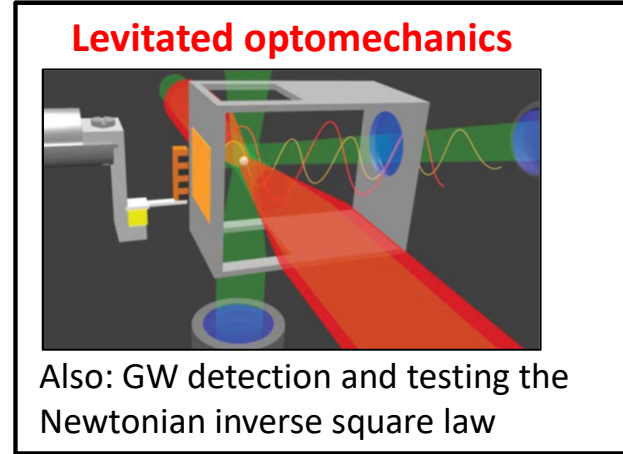 Levitated optomechanics
Also: GW detection and testing the
Newtonian inverse square law